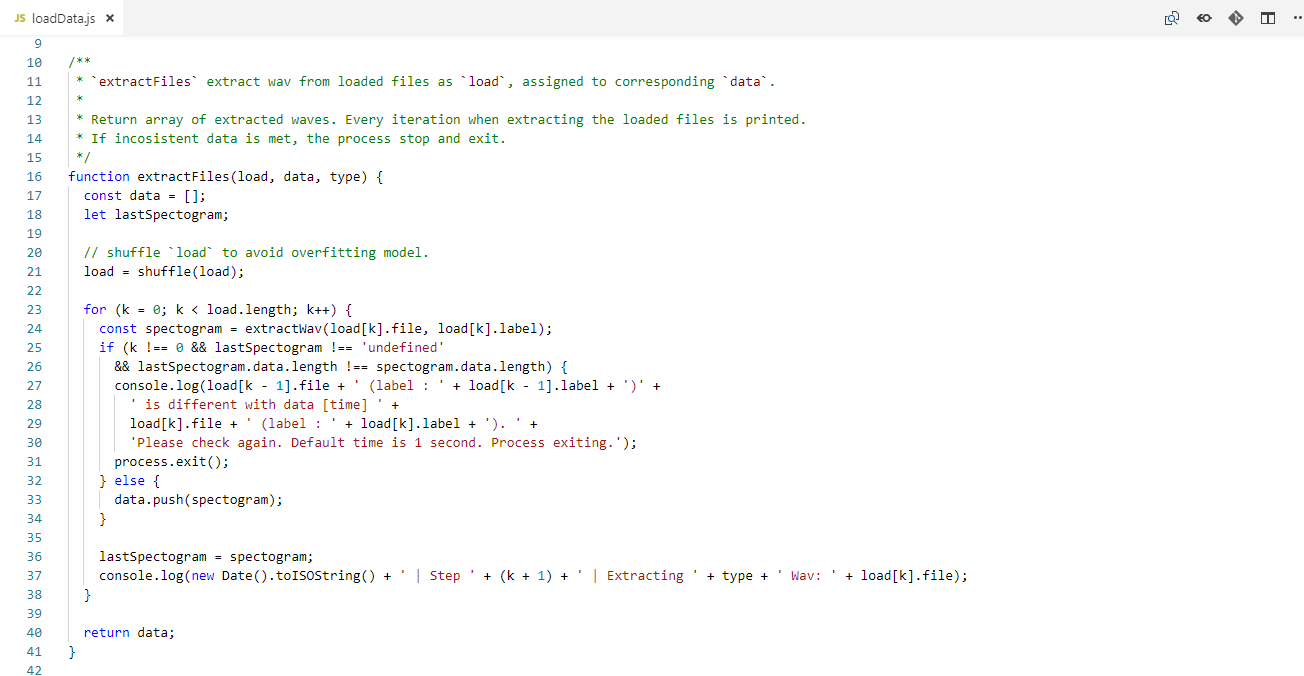 JS loadData.js ×
9
10 /**
11 * `extractFiles` extract wav from loaded files as `load`, assigned to corresponding `data`.
12 *
13 * Return array of extracted waves. Every iteration when extracting the loaded files is printed.
14 * If incosistent data is met, the process stop and exit.
15 */
16 function extractFiles(load, data, type) {
17 const data = [];
18 let lastSpectogram;
19
20 // shuffle `load` to avoid overfitting model.
21 load = shuffle(load);
22
23 for (k = 0; k < load.length; k++) {
24 const spectogram = extractWav(load[k].file, load[k].label);
25 if (k !== 0 && lastSpectogram !== 'undefined'
26 && lastSpectogram.data.length !== spectogram.data.length) {
27 console.log(load[k - 1].file + ' (label : ' + load[k - 1].label + ')' +
28 ' is different with data [time] ' +
29 load[k].file + ' (label : ' + load[k].label + '). ' +
30 'Please check again. Default time is 1 second. Process exiting.');
31 process.exit();
32 } else {
33 data.push(spectogram);
34 }
35
36 lastSpectogram = spectogram;
37 console.log(new Date().toISOString() + ' | Step ' + (k + 1) + ' | Extracting ' + type + ' Wav: ' + load[k].file);
38 }
39
40 return data;
41 }
42